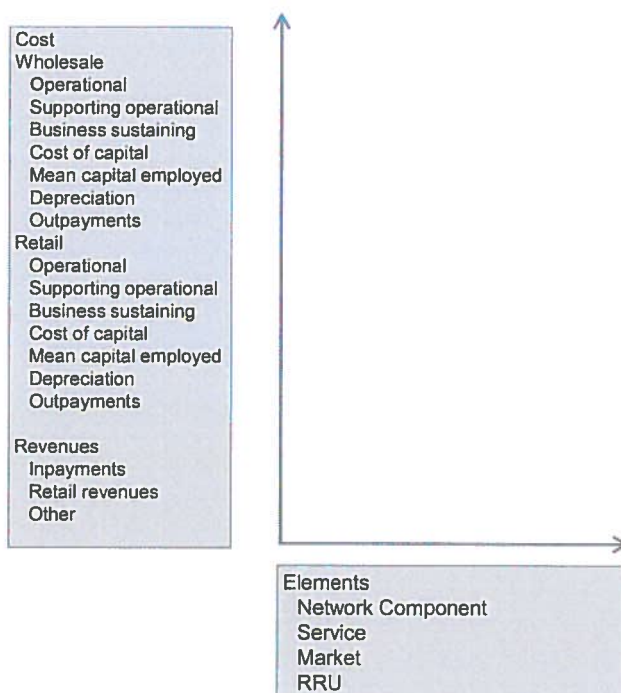 Cost
Wholesale
Operational
Supporting operational
Business sustaining
Cost of capital
Mean capital employed
Depreciation
Outpayments
Retail
Operational
Supporting operational
Business sustaining
Cost of capital
Mean capital employed
Depreciation
Outpayments
Revenues
Inpayments
Retail revenues
Other
Elements
Network Component
Service
Market
RRU